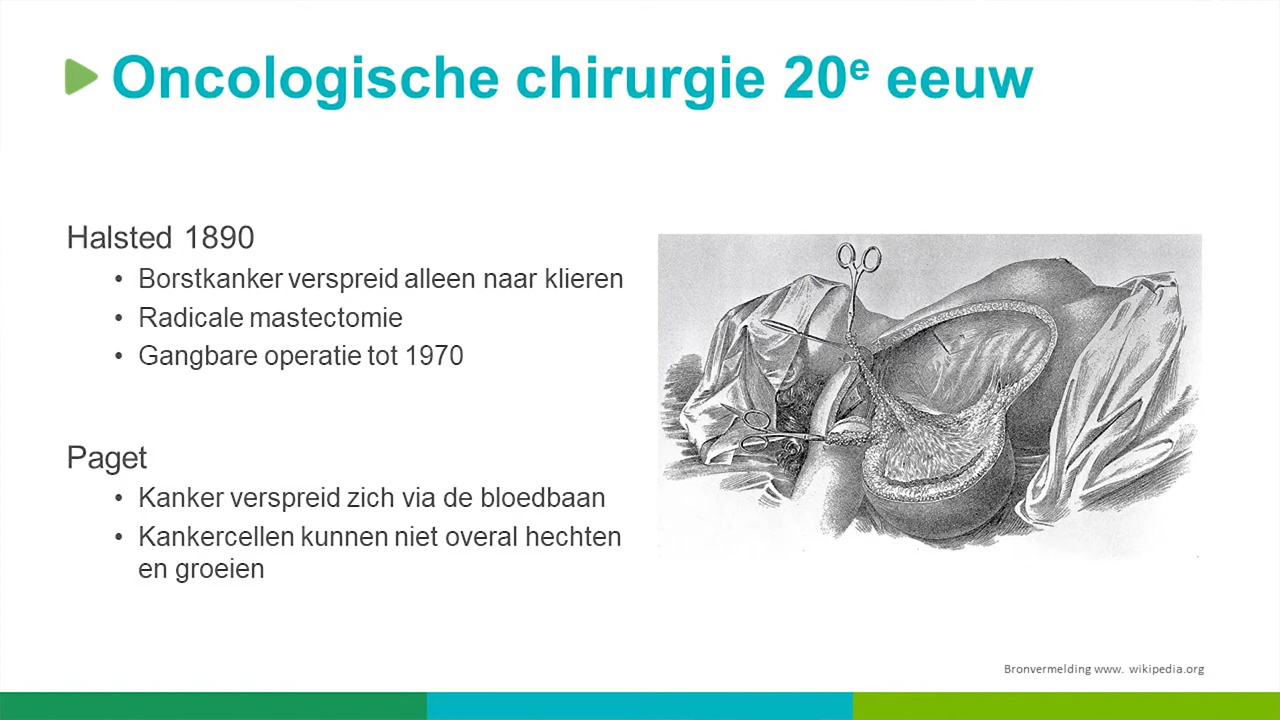 Oncologische chirurgie 20e eeuw
Halsted 1890
• Borstkanker verspreid alleen naar klieren
• Radicale mastectomie
• Gangbare operatie tot 1970
Paget
• Kanker verspreid zich via de bloedbaan
• Kankercellen kunnen niet overal hechten
en groeien
Bronvermelding www. wikipedia.org